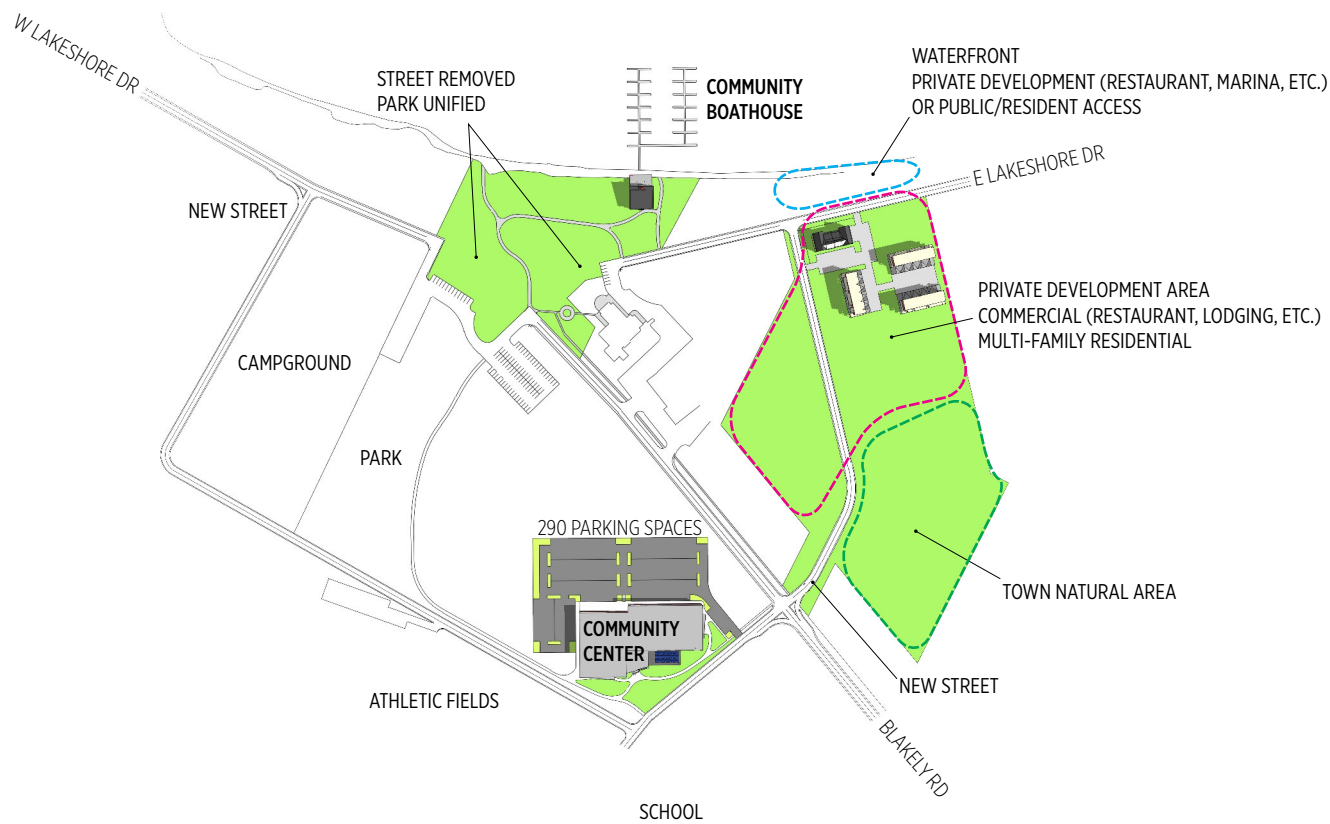 W LAKESHORE DR
STREET REMOVED
PARK UNIFIED
COMMUNITY
BOATHOUSE
WATERFRONT
PRIVATE DEVELOPMENT (RESTAURANT, MARINA, ETC.)
OR PUBLIC/RESIDENT ACCESS
E LAKESHORE DR
NEW STREET
PRIVATE DEVELOPMENT AREA
COMMERCIAL (RESTAURANT, LODGING, ETC.)
MULTI-FAMILY RESIDENTIAL
CAMPGROUND
PARK
290 PARKING SPACES
TOWN NATURAL AREA
COMMUNITY
CENTER
NEW STREET
ATHLETIC FIELDS
BLAKELY RD
SCHOOL